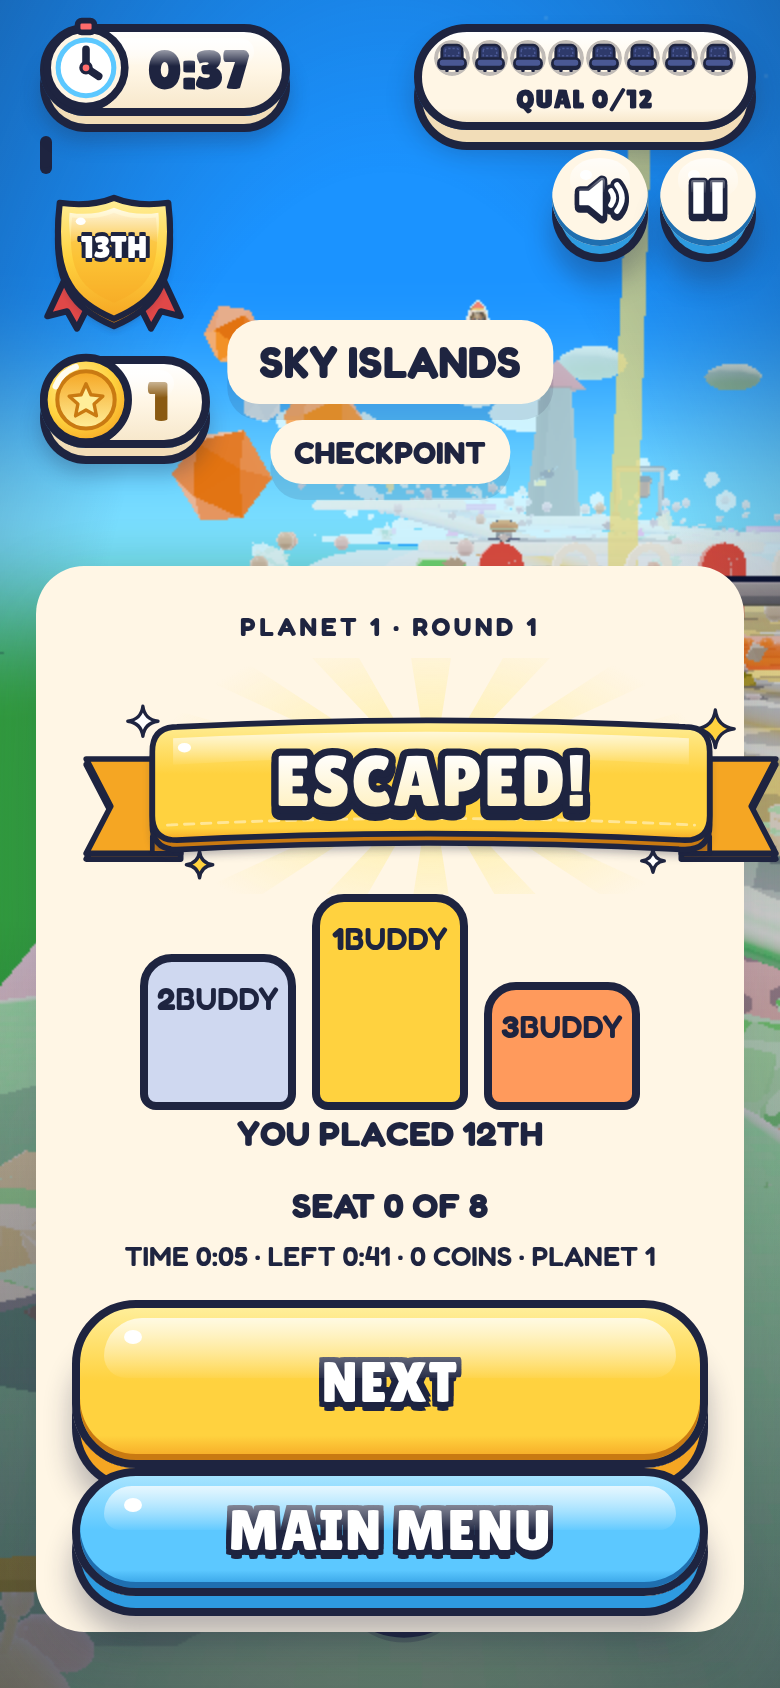 0:37
QUAL 0/12
13TH
1
SKY ISLANDS
CHECKPOINT
PLANET 1 · ROUND 1
ESCAPED!
1BUDDY
2BUDDY
3BUDDY
YOU PLACED 12TH
SEAT 0 OF 8
TIME 0:05 · LEFT 0:41 · 0 COINS · PLANET 1
NEXT
MAIN MENU